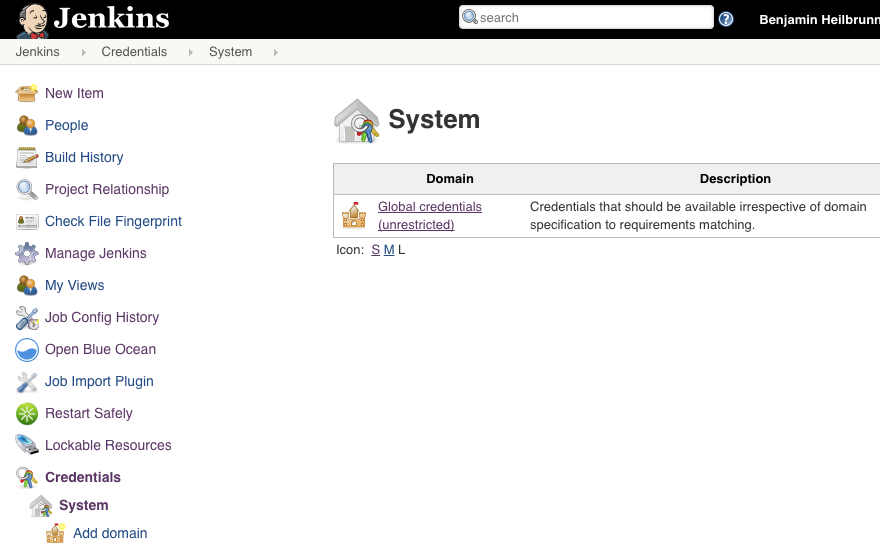 Jenkins
search
Benjamin Heilbrunn
Jenkins Credentials System
New Item
People
Build History
Project Relationship
Check File Fingerprint
Manage Jenkins
My Views
Job Config History
Open Blue Ocean
Job Import Plugin
Restart Safely
Lockable Resources
Credentials
System
Add domain
System
Domain Description
Global credentials
(unrestricted)
Credentials that should be available irrespective of domain
specification to requirements matching.
Icon: S M L